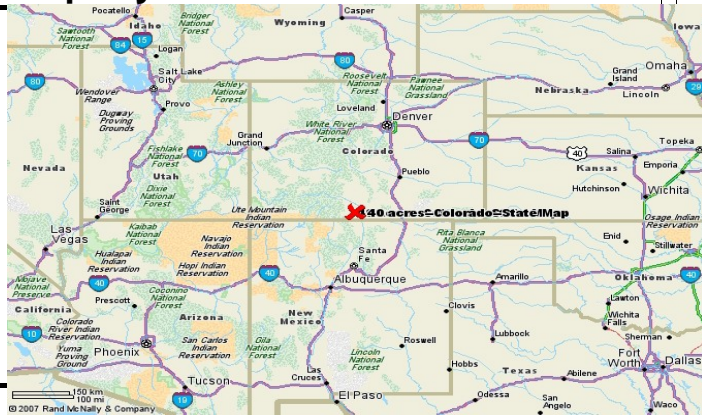 Pocatello
Idaho
Bridger
National
Forest
Wyoming
Casper
Iowa
Sawtooth
National
Forest
84
15
Logan
80
Omaha
Salt Lake
City
Ashley
National
Forest
Roosevelt
National
Forest
Pawnee
National
Grassland
Grand
Island
Nebraska
Lincoln
29
80
Wendover
Range
Provo
Loveland
Dugway
Proving
Grounds
White River
National
Forest
Denver
Grand
Junction
70
Colorado
70
40
Salina
Topeka
Fishlake
National
Forest
Kansas
Emporia
Nevada
Utah
Pueblo
Hutchinson
Wichita
Dixie
National
Forest
Saint
George
Ute Mountain
Indian
Reservation
40 acres=Colorado=State Map
Osage Indian
Reservation
Las
Vegas
Kaibab
National
Forest
Navajo
Indian
Reservation
Rita Blanca
National
Grassland
Enid
Stillwater
Hualapai
Indian
Reservation
Hopi Indian
Reservation
40
Santa
Fe
Oklahoma
40
Mojave
National
Preserve
40
Albuquerque
Amarillo
California
Prescott
Coconino
National
Forest
New
Mexico
Clovis
Lawton
Colorado
River Indian
Reservation
Arizona
Wichita
Falls
10
Yuma
Proving
Ground
Phoenix
San Carlos
Indian
Reservation
Gila
National
Forest
Lincoln
National
Forest
Roswell
Lubbock
Sherman
Hobbs
Texas
Abilene
Fort
Worth
Dallas
Tucson
Las
Cruces
El Paso
Odessa
San
Angelo
Waco
19
150 km
100 mi
© 2007 Rand McNally & Company